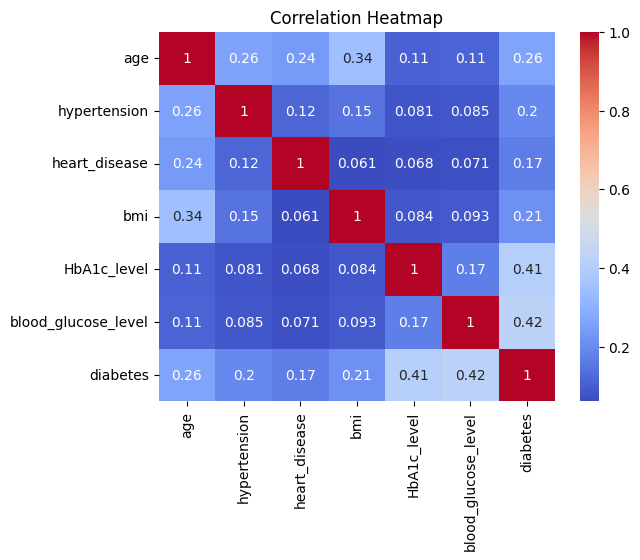 Correlation Heatmap
age 1 0.26 0.24 0.34 0.11 0.11 0.26
hypertension 0.26 1 0.12 0.15 0.081 0.085 0.2
heart_disease 0.24 0.12 1 0.061 0.068 0.071 0.17
bmi 0.34 0.15 0.061 1 0.084 0.093 0.21
HbA1c_level 0.11 0.081 0.068 0.084 1 0.17 0.41
blood_glucose_level 0.11 0.085 0.071 0.093 0.17 1 0.42
diabetes 0.26 0.2 0.17 0.21 0.41 0.42 1
age
hypertension
heart_disease
bmi
HbA1c_level
blood_glucose_level
diabetes
1.0
0.8
0.6
0.4
0.2